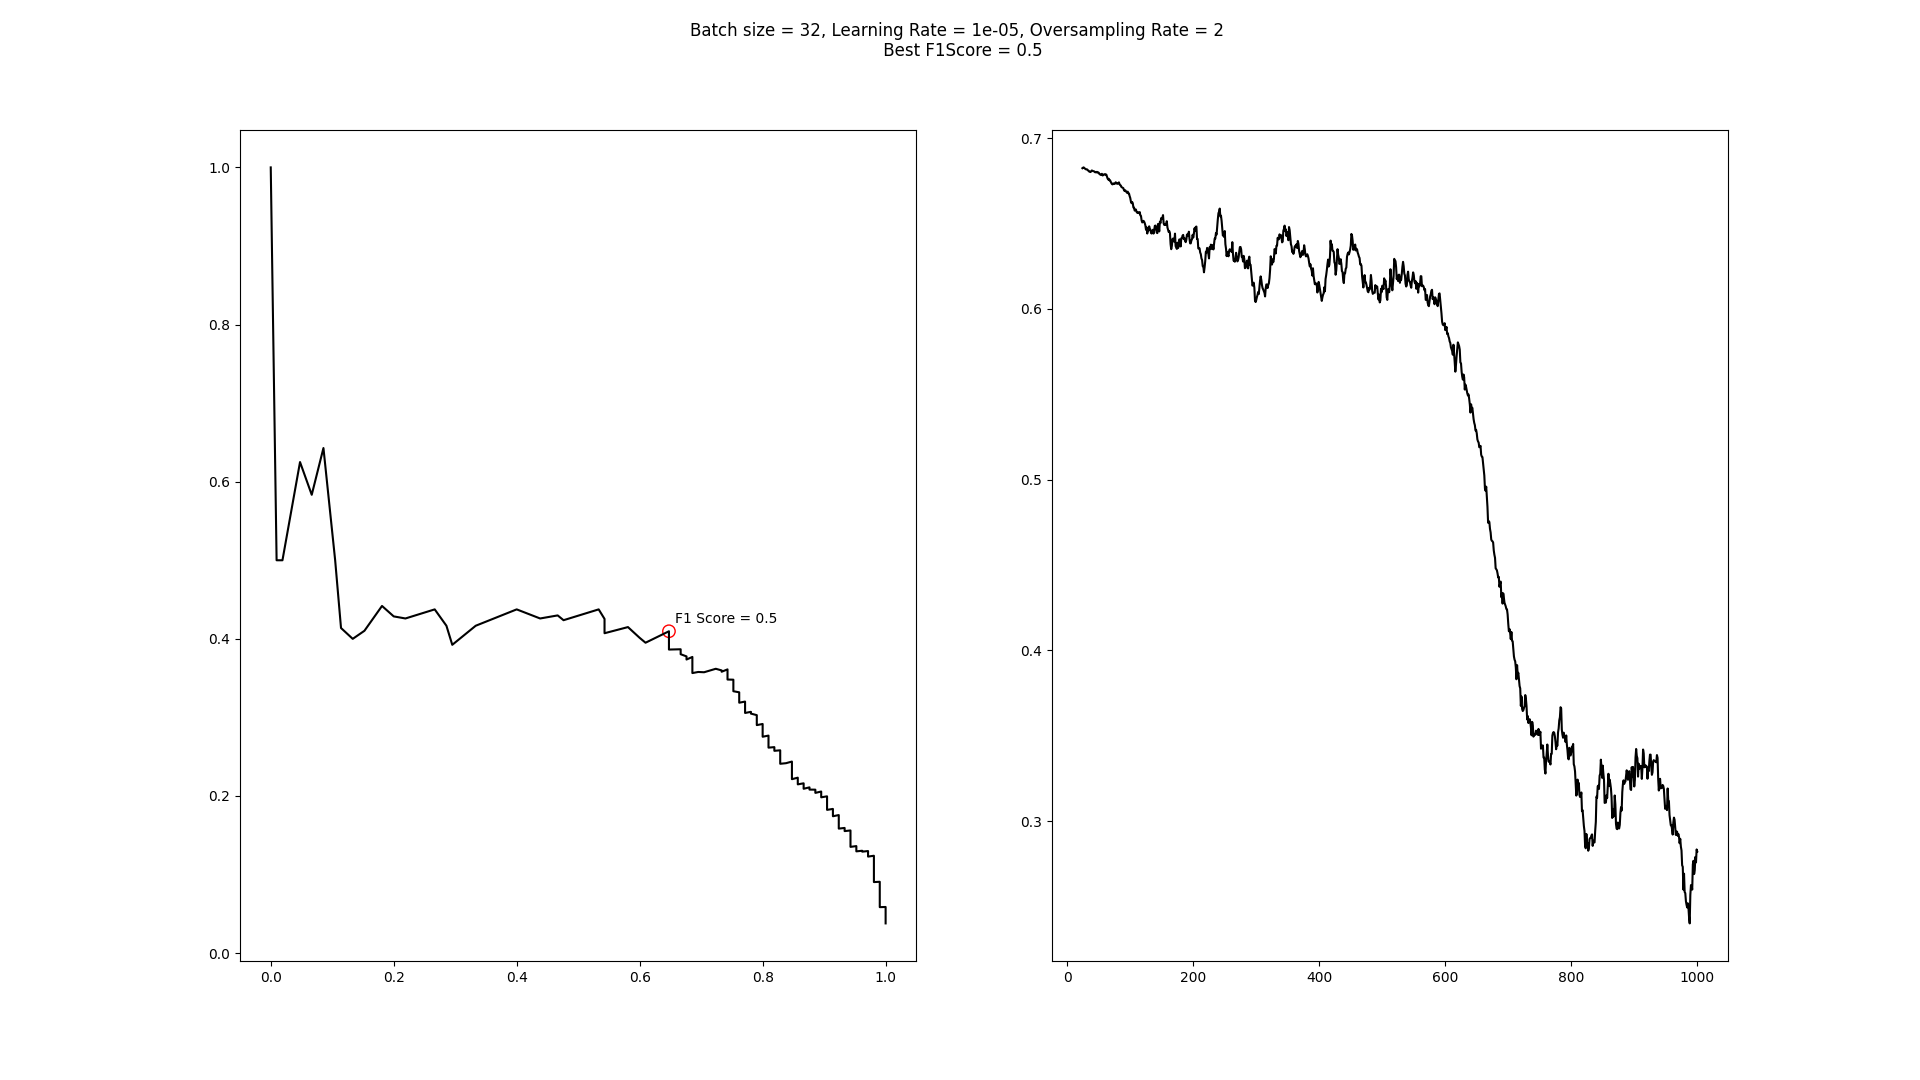 Batch size = 32, Learning Rate = 1e-05, Oversampling Rate = 2
Best F1Score = 0.5
1.0
0.8
0.6
0.4
0.2
0.0
F1 Score = 0.5
0.0 0.2 0.4 0.6 0.8 1.0
0.7
0.6
0.5
0.4
0.3
0 200 400 600 800 1000